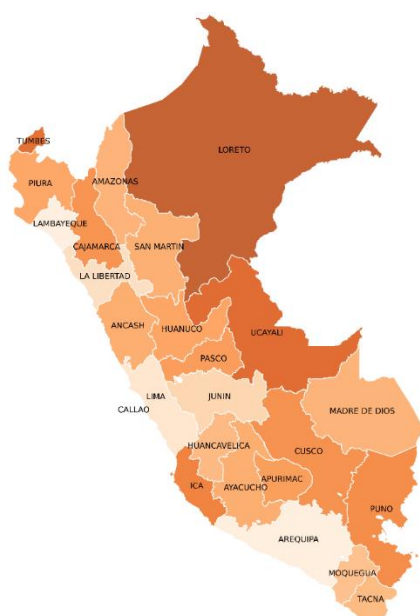 LORETO
TUMBES
PIURA
AMAZONAS
LAMBAYEQUE
CAJAMARCA
SAN MARTIN
LA LIBERTAD
ANCASH
HUANUCO
UCAYALI
PASCO
LIMA
JUNIN
CALLAO
MADRE DE DIOS
HUANCAVELICA
CUSCO
ICA
AYACUCHO
APURIMAC
PUNO
AREQUIPA
MOQUEGUA
TACNA